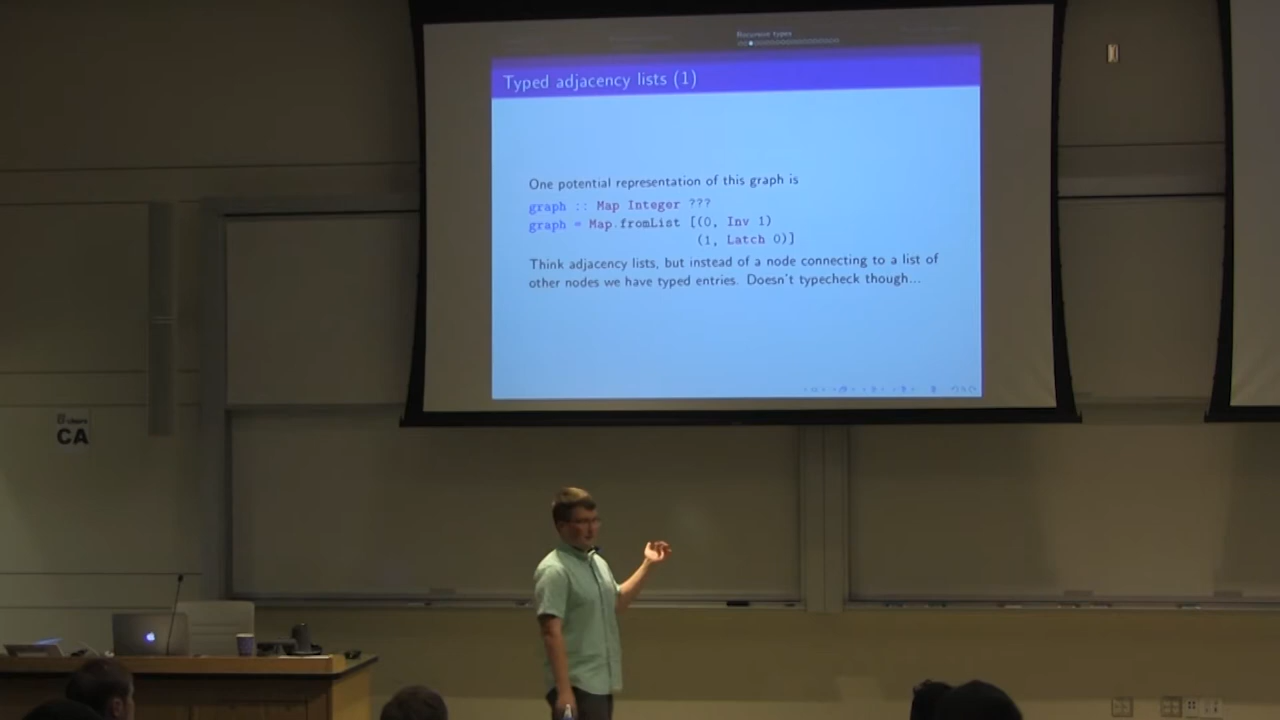 Recursive types
Typed adjacency lists (1)
One potential representation of this graph is
graph :: Map Integer ???
graph = Map.fromList [(0, Inv 1)
(1, Latch 0)]
Think adjacency lists, but instead of a node connecting to a list of
other nodes we have typed entries. Doesn't typecheck though...
CA